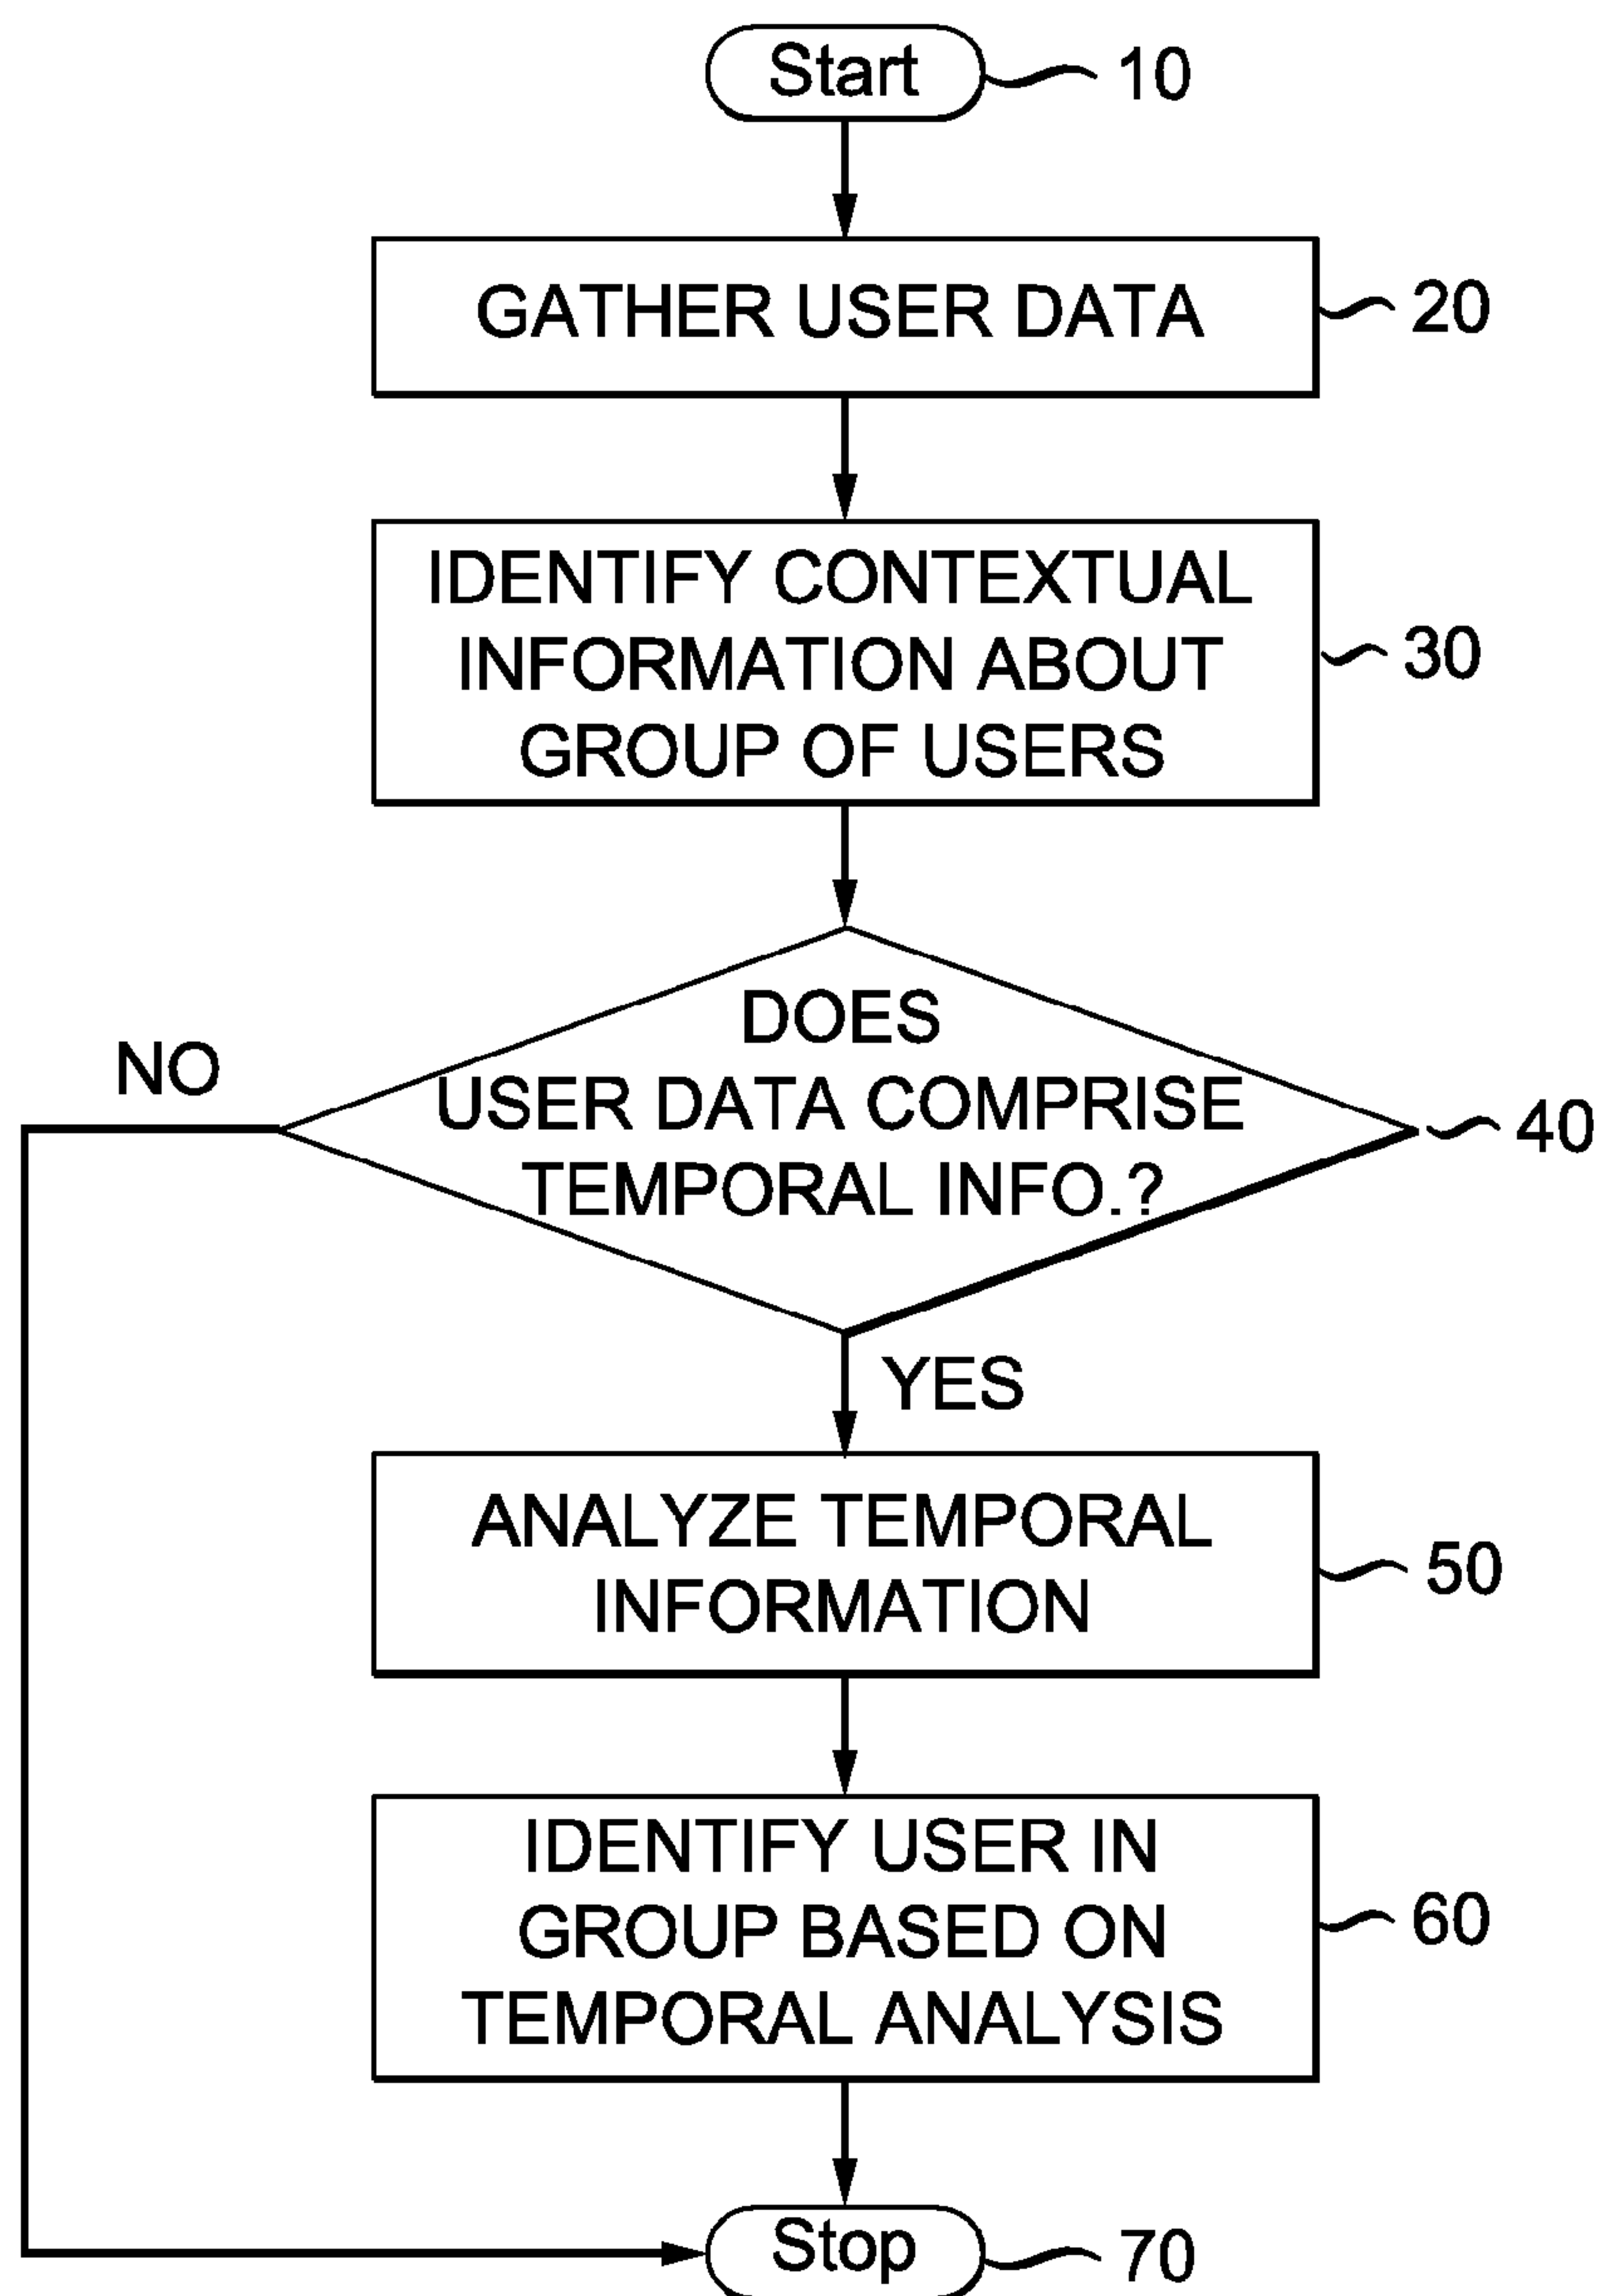 Start
10
GATHER USER DATA
20
IDENTIFY CONTEXTUAL
INFORMATION ABOUT
GROUP OF USERS
30
DOES
USER DATA COMPRISE
TEMPORAL INFO.?
40
NO
YES
ANALYZE TEMPORAL
INFORMATION
50
IDENTIFY USER IN
GROUP BASED ON
TEMPORAL ANALYSIS
60
Stop
70